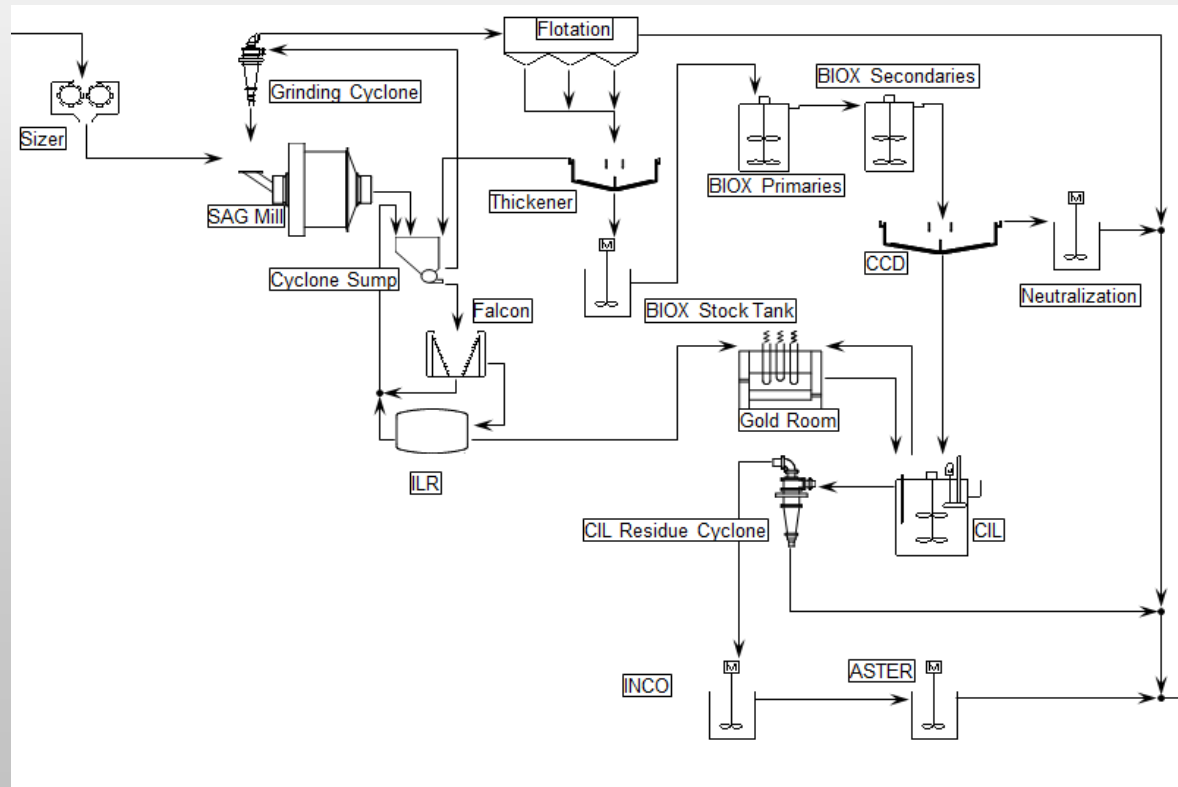 Flotation
BIOX Secondaries
Grinding Cyclone
Sizer
BIOX Primaries
Thickener
SAG Mill
M
M
CCD
Cyclone Sump
Neutralization
Falcon
BIOX Stock Tank
Gold Room
ILR
CIL Residue Cyclone
CIL
M
M
INCO
ASTER